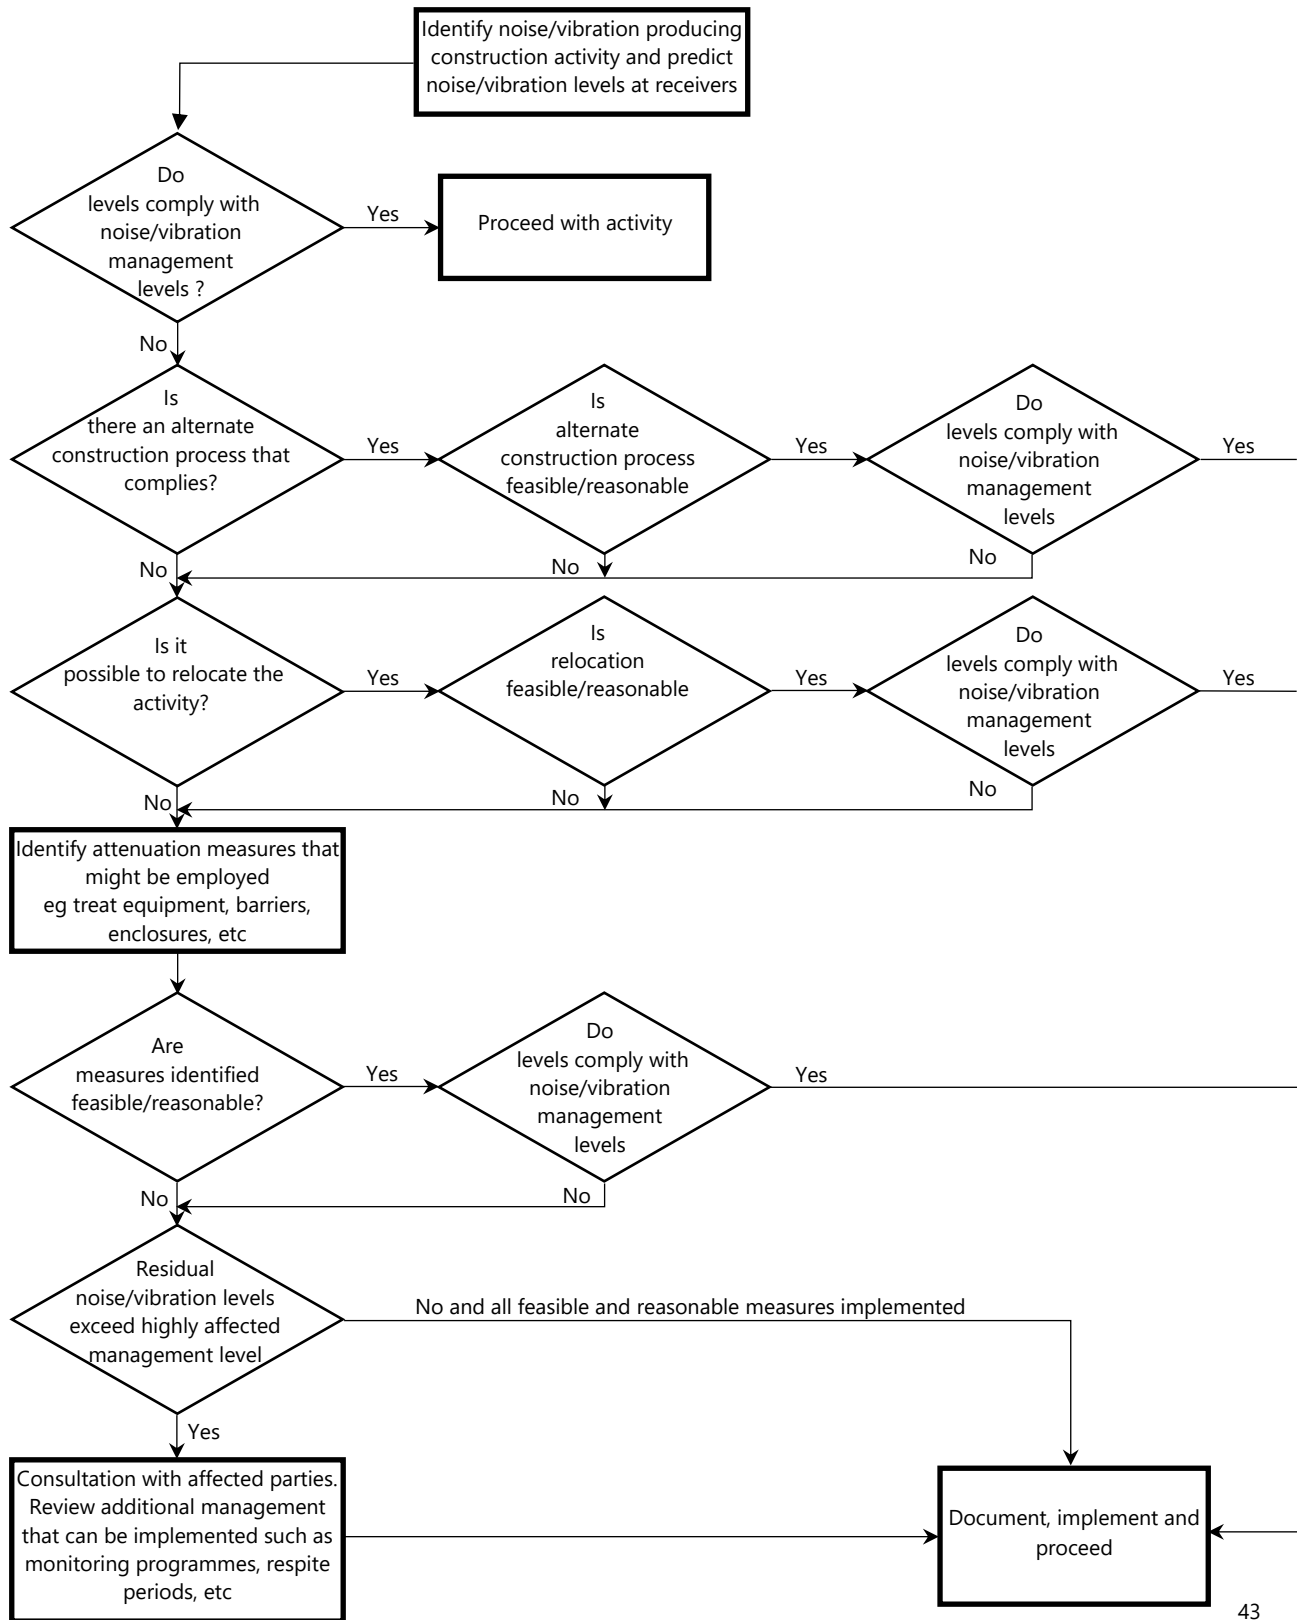 Identify noise/vibration producing
construction activity and predict
noise/vibration levels at receivers
Do
levels comply with
noise/vibration
management
levels ?
Yes
Proceed with activity
No
Is
there an alternate
construction process that
complies?
Yes
Is
alternate
construction process
feasible/reasonable
Yes
Do
levels comply with
noise/vibration
management
levels
Yes
No
No
No
Is it
possible to relocate the
activity?
Yes
Is
relocation
feasible/reasonable
Yes
Do
levels comply with
noise/vibration
management
levels
Yes
No
No
No
Identify attenuation measures that
might be employed
eg treat equipment, barriers,
enclosures, etc
Are
measures identified
feasible/reasonable?
Yes
Do
levels comply with
noise/vibration
management
levels
Yes
No
No
Residual
noise/vibration levels
exceed highly affected
management level
No and all feasible and reasonable measures implemented
Yes
Consultation with affected parties.
Review additional management
that can be implemented such as
monitoring programmes, respite
periods, etc
Document, implement and
proceed
43